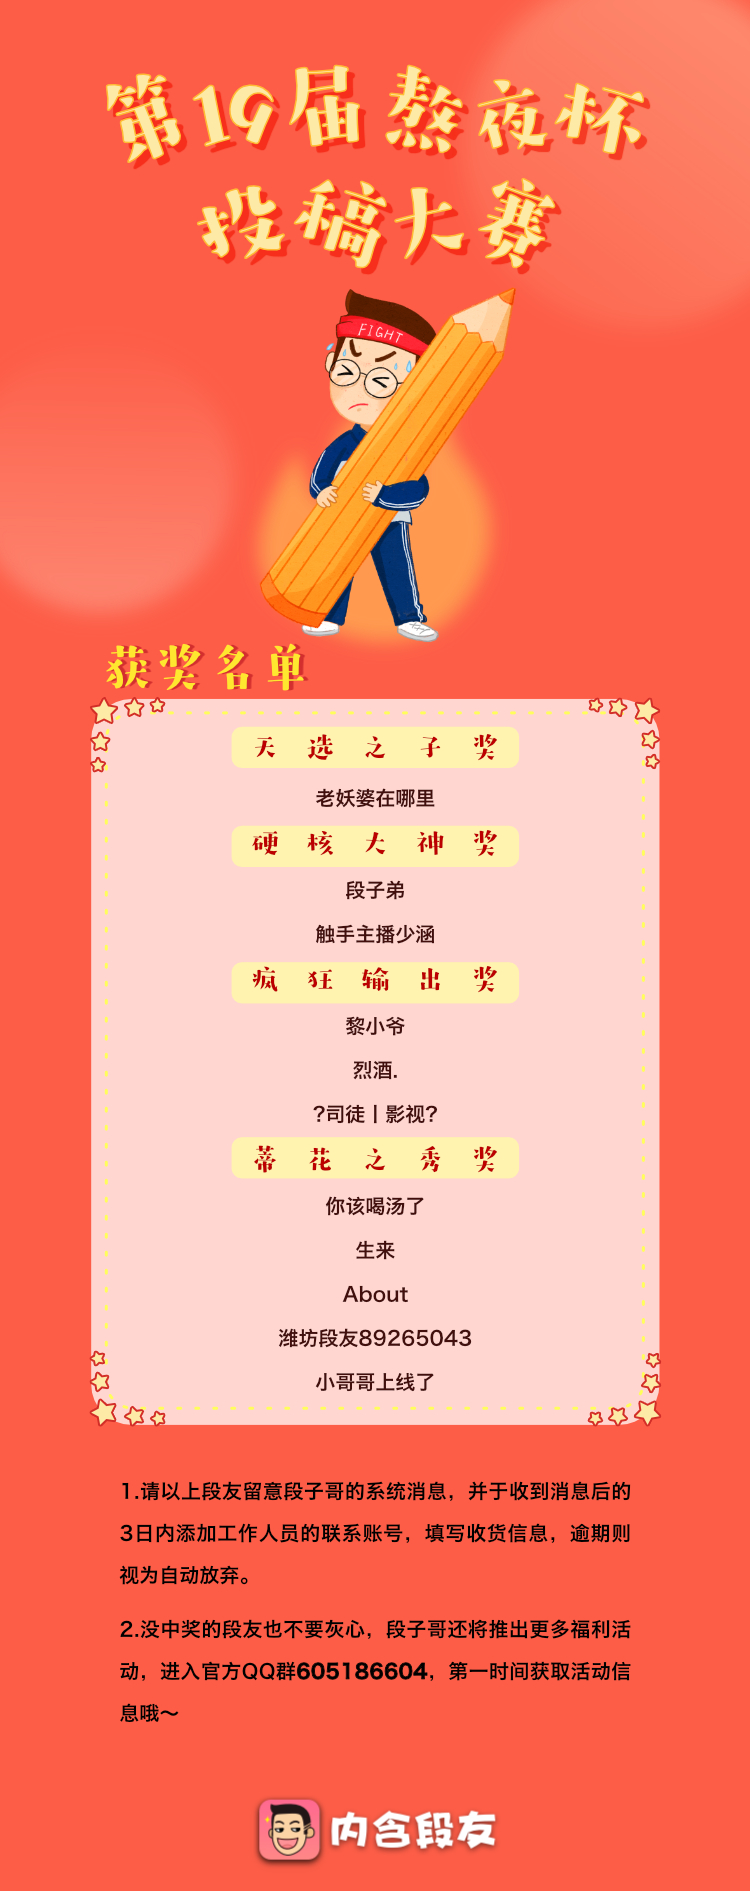 第19届熬夜杯
投稿大赛
FIGHT
获奖名单
天选之子奖
老妖婆在哪里
硬核大神奖
段子弟
触手主播少涵
疯狂输出奖
黎小爷
烈酒.
?司徒丨影视?
蒂花之秀奖
你该喝汤了
生来
About
潍坊段友89265043
小哥哥上线了
1.请以上段友留意段子哥的系统消息，并于收到消息后的
3日内添加工作人员的联系账号，填写收货信息，逾期则
视为自动放弃。
2.没中奖的段友也不要灰心，段子哥还将推出更多福利活
动，进入官方QQ群605186604，第一时间获取活动信
息哦～
内含段友